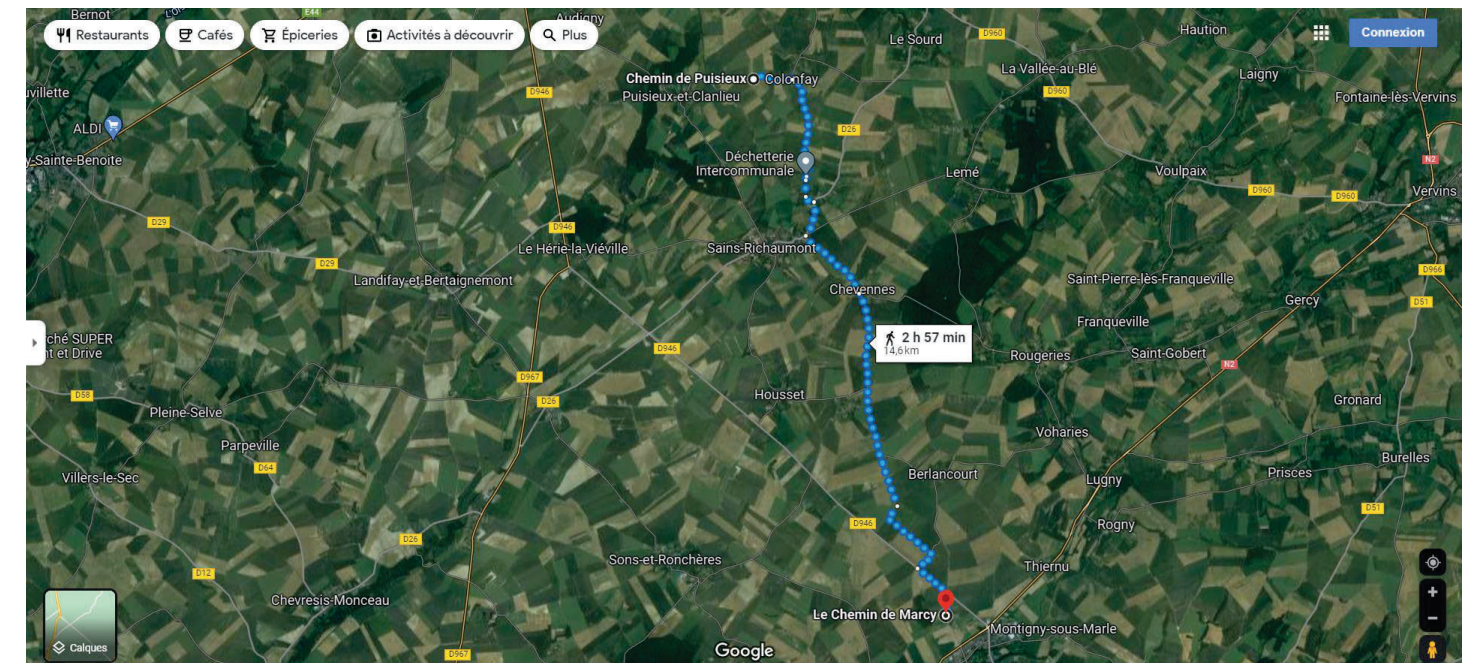 Bernot
E44
Audigny
Restaurants
Cafés
Épiceries
Activités à découvrir
Plus
Le Sourd
D960
Haution
Connexion
La Vallée-au-Blé
Laigny
Chemin de Puisieux
Colonfay
Puisieux-et-Clanlieu
D946
D960
Fontaine-lès-Vervins
uvillette
ALDI
D26
y-Sainte-Benoite
Déchetterie
Intercommunale
Lemé
Voulpaix
N2
D960
D960
Vervins
D29
D946
Le Hérie-la-Viéville
Sains-Richaumont
D29
Landifay-et-Bertaignemont
Chevennes
Saint-Pierre-lès-Franqueville
D966
Gercy
D51
Franqueville
ché SUPER
nt et Drive
2 h 57 min
14,6 km
D946
Rougeries
Saint-Gobert
N2
D967
D58
D26
Housset
Pleine-Selve
Gronard
Parpeville
Voharies
D64
Villers-le-Sec
Berlancourt
Lugny
Prisces
Burelles
D946
Rogny
D51
D26
Sons-et-Ronchères
Thiernu
D12
Chevresis-Monceau
Le Chemin de Marcy
Montigny-sous-Marle
Calques
D967
Google